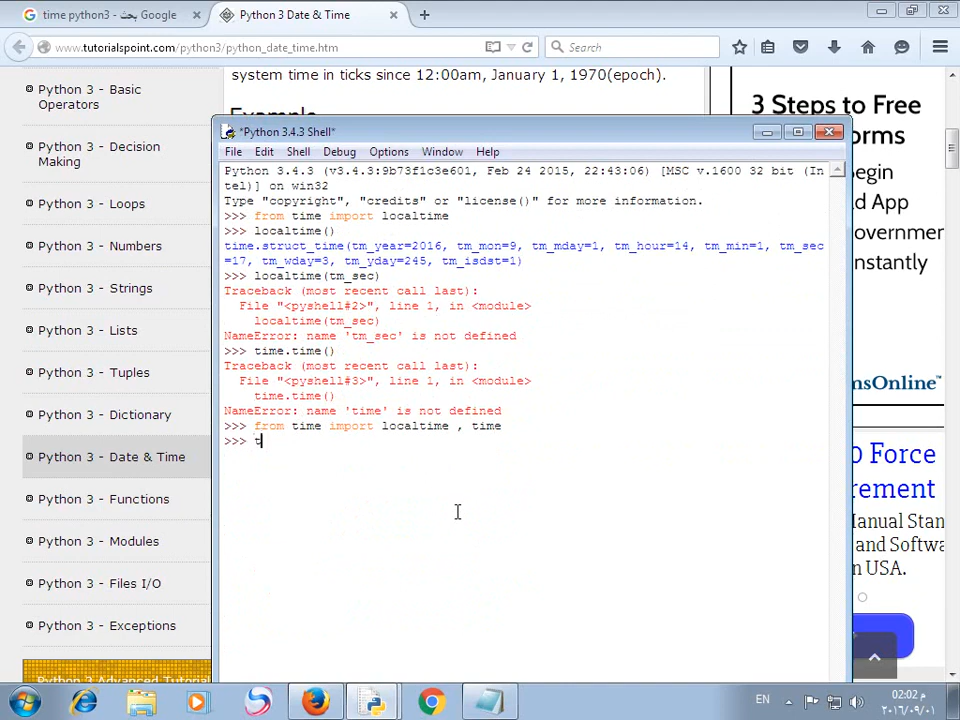 time python3 - بحث Google
Python 3 Date & Time
www.tutorialspoint.com/python3/python_date_time.htm
Search
system time in ticks since 12:00am, January 1, 1970(epoch).
Example
Python 3 - Basic
Operators
Python 3 - Decision
Making
Python 3 - Loops
Python 3 - Numbers
Python 3 - Strings
Python 3 - Lists
Python 3 - Tuples
Python 3 - Dictionary
Python 3 - Date & Time
Python 3 - Functions
Python 3 - Modules
Python 3 - Files I/O
Python 3 - Exceptions
Python 3 Advanced Tutorial
*Python 3.4.3 Shell*
File Edit Shell Debug Options Window Help
Python 3.4.3 (v3.4.3:9b73f1c3e601, Feb 24 2015, 22:43:06) [MSC v.1600 32 bit (In
tel)] on win32
Type "copyright", "credits" or "license()" for more information.
>>> from time import localtime
>>> localtime()
time.struct_time(tm_year=2016, tm_mon=9, tm_mday=1, tm_hour=14, tm_min=1, tm_sec
=17, tm_wday=3, tm_yday=245, tm_isdst=1)
>>> localtime(tm_sec)
Traceback (most recent call last):
File "<pyshell#2>", line 1, in <module>
localtime(tm_sec)
NameError: name 'tm_sec' is not defined
>>> time.time()
Traceback (most recent call last):
File "<pyshell#3>", line 1, in <module>
time.time()
NameError: name 'time' is not defined
>>> from time import localtime , time
>>> t
3 Steps to Free
orms
egin
d App
nstantly
msOnline™
0 Force
rement
Manual Stan
and Softwa
n USA.
EN
02:02 م
٢٠١٦/٠٩/٠١